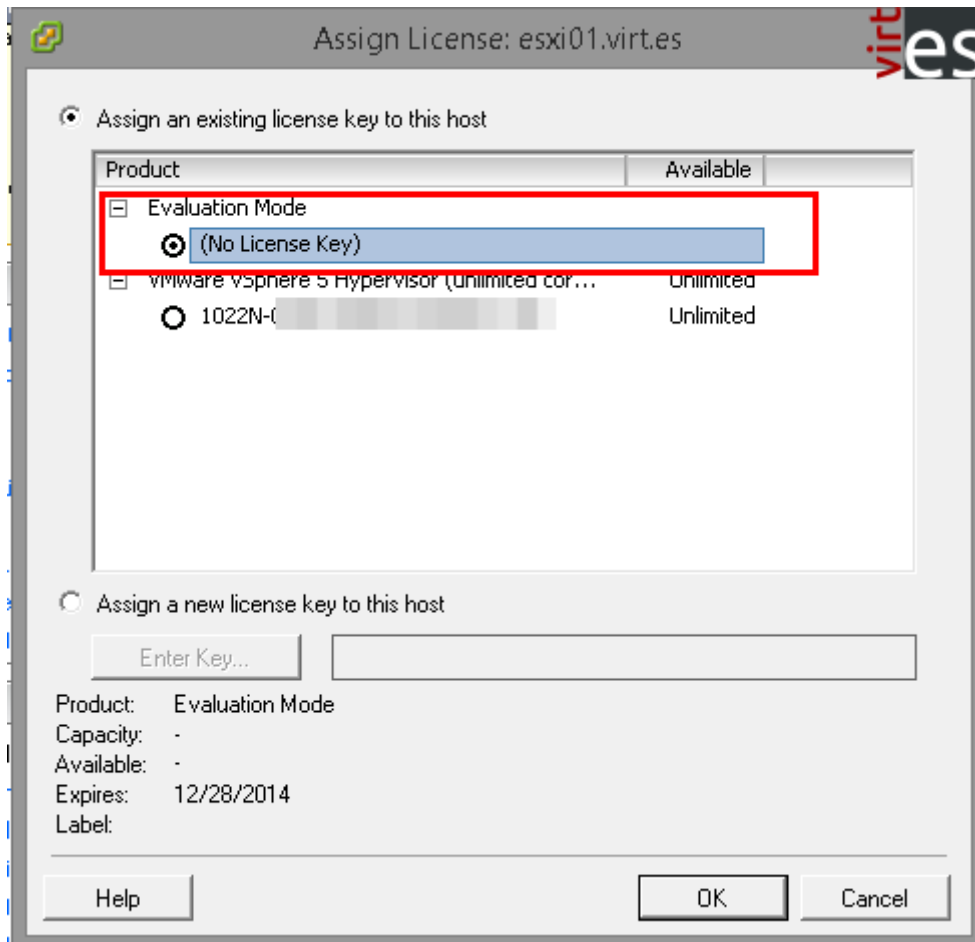 Assign License: esxi01.virt.es
virt
es
Assign an existing license key to this host
Product Available
Evaluation Mode
(No License Key)
VMware vSphere 5 Hypervisor (unlimited cor... Unlimited
1022N-( Unlimited
Assign a new license key to this host
Enter Key...
Product: Evaluation Mode
Capacity: -
Available: -
Expires: 12/28/2014
Label:
Help OK Cancel